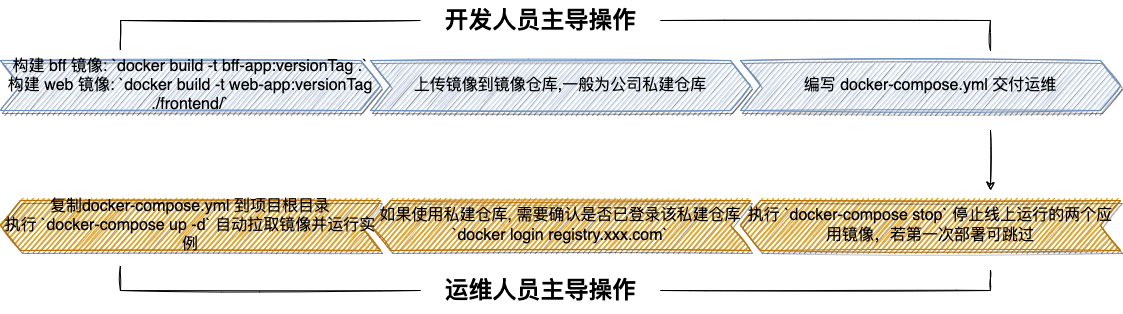 开发人员主导操作
构建 bff 镜像: `docker build -t bff-app:versionTag .`
构建 web 镜像: `docker build -t web-app:versionTag
./frontend/`
上传镜像到镜像仓库,一般为公司私建仓库
编写 docker-compose.yml 交付运维
复制docker-compose.yml 到项目根目录
执行 `docker-compose up -d` 自动拉取镜像并运行实
例
如果使用私建仓库, 需要确认是否已登录该私建仓库
`docker login registry.xxx.com`
执行 `docker-compose stop` 停止线上运行的两个应
用镜像，若第一次部署可跳过
运维人员主导操作